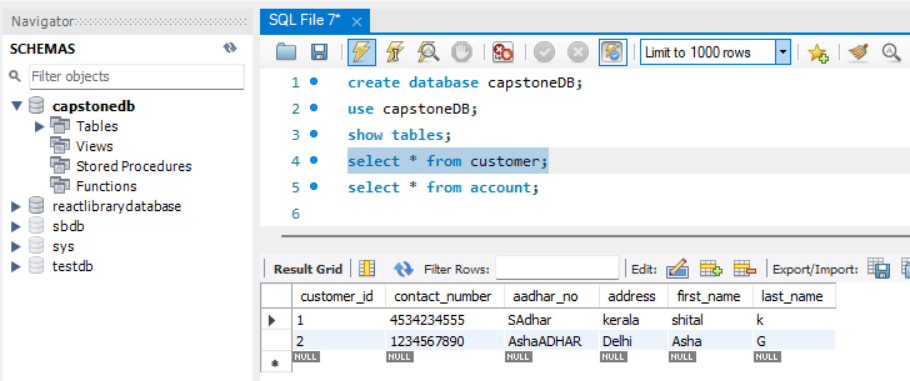 Navigator
SCHEMAS
Filter objects
capstonedb
Tables
Views
Stored Procedures
Functions
reactlibrarydatabase
sbdb
sys
testdb
SQL File 7*
Limit to 1000 rows
1 create database capstoneDB;
2 use capstoneDB;
3 show tables;
4 select * from customer;
5 select * from account;
6
Result Grid Filter Rows: Edit: Export/Import:
customer_id contact_number aadhar_no address first_name last_name
1 4534234555 SAdhar kerala shital k
2 1234567890 AshaADHAR Delhi Asha G
NULL NULL NULL NULL NULL NULL